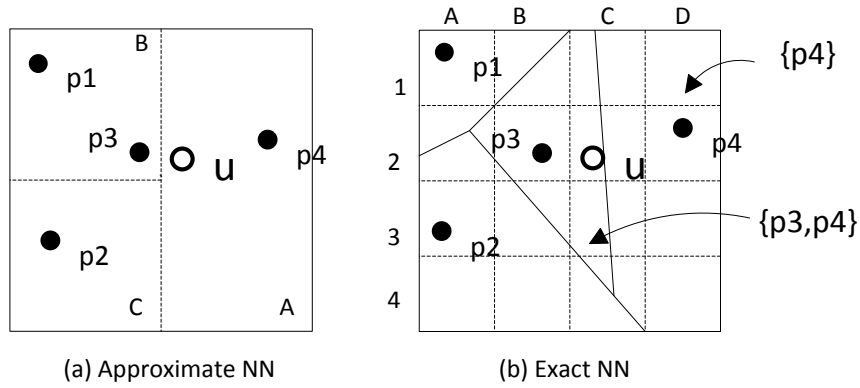 B
p1
p3
u
p4
p2
C
A
(a) Approximate NN
A B C D
1
2
3
4
p1
p3
u
p4
p2
{p4}
{p3,p4}
(b) Exact NN